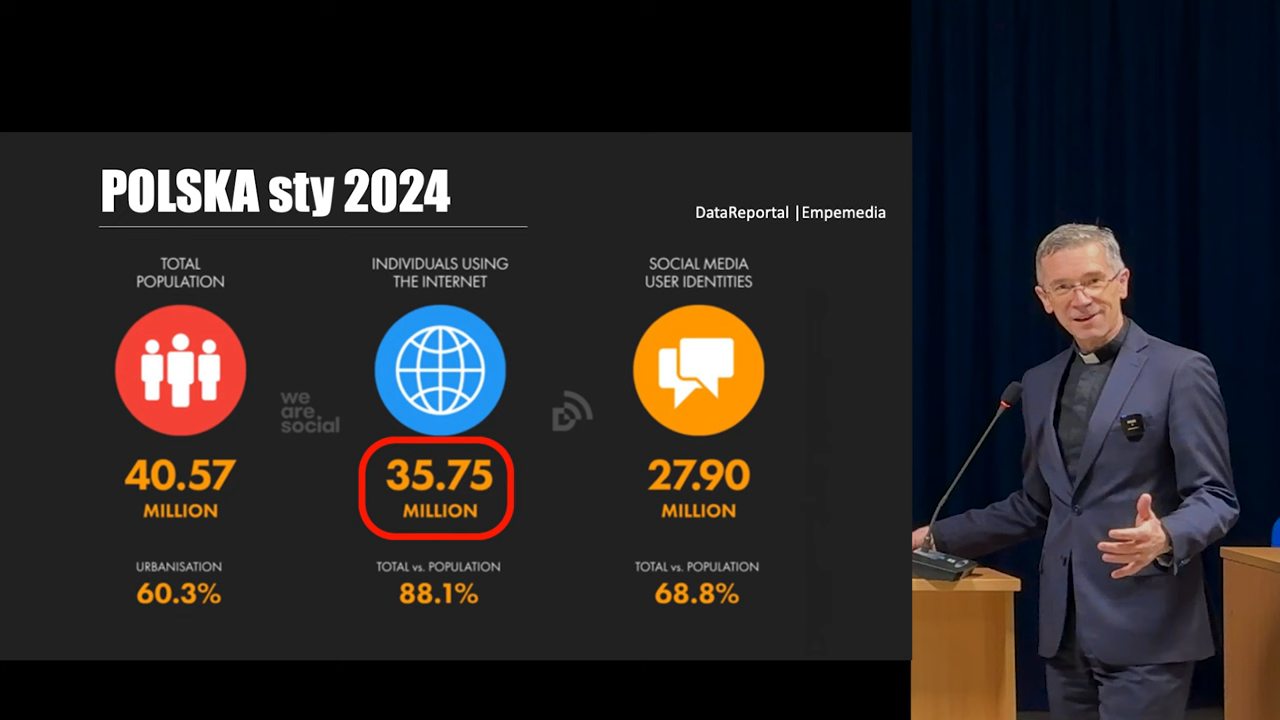 POLSKA sty 2024
DataReportal |Empemedia
TOTAL
POPULATION
INDIVIDUALS USING
THE INTERNET
SOCIAL MEDIA
USER IDENTITIES
we
are
social
40.57
MILLION
35.75
MILLION
27.90
MILLION
URBANISATION
60.3%
TOTAL vs. POPULATION
88.1%
TOTAL vs. POPULATION
68.8%